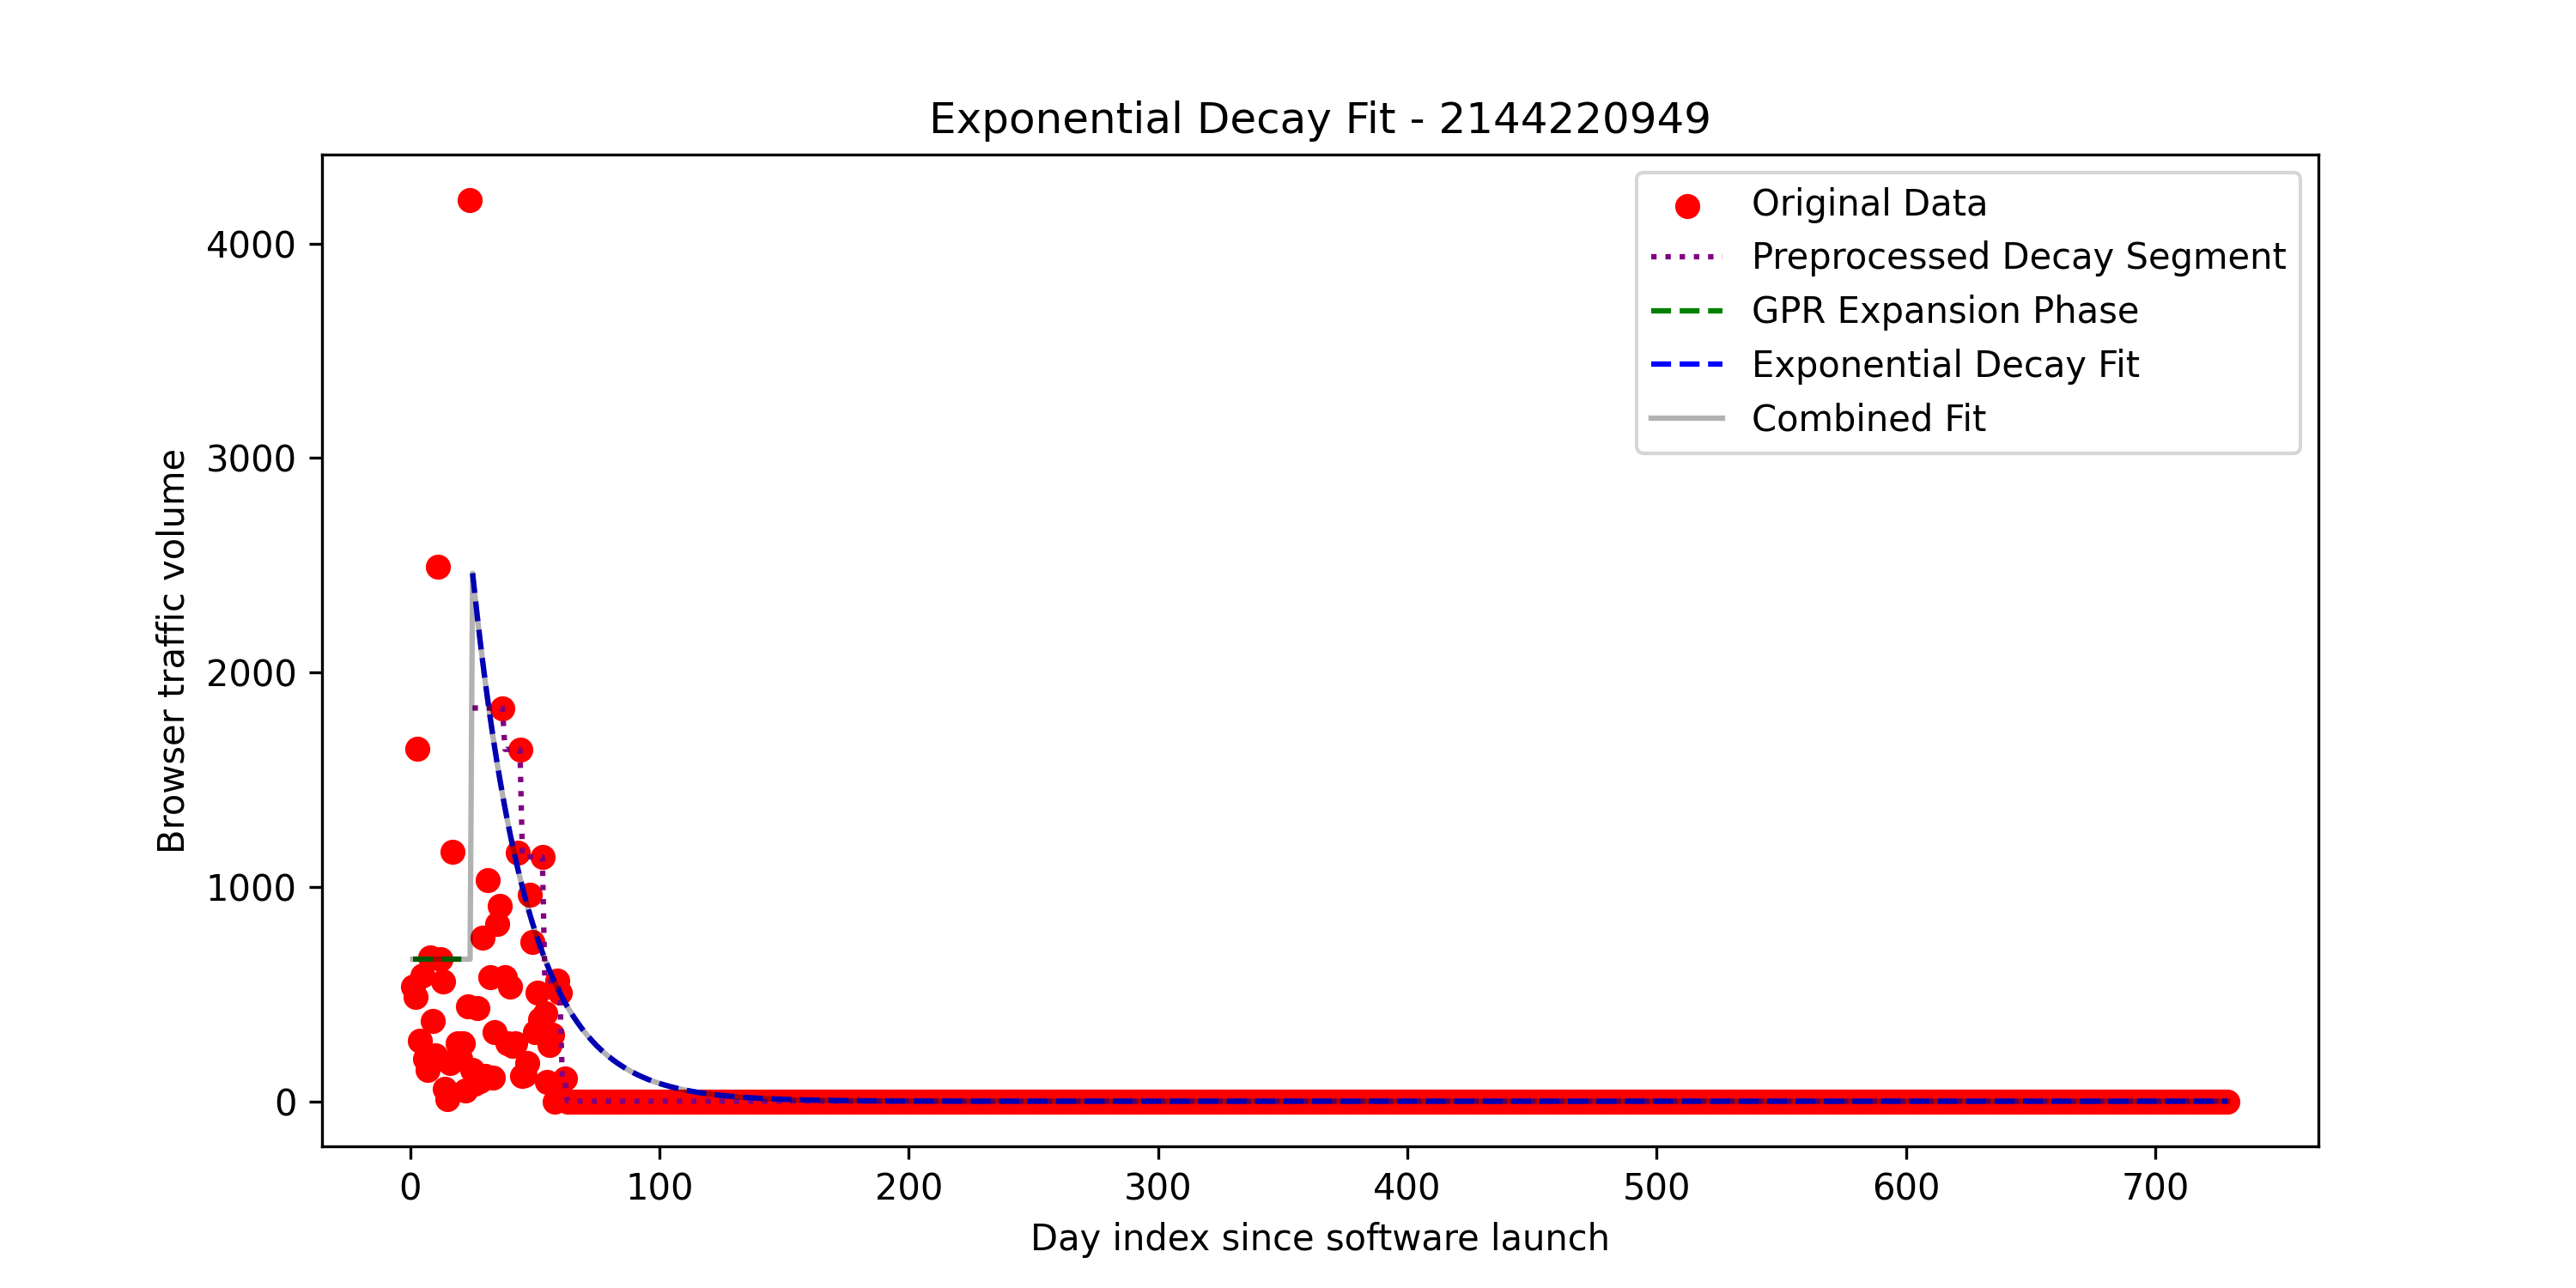 Exponential Decay Fit - 2144220949
Original Data
Preprocessed Decay Segment
GPR Expansion Phase
Exponential Decay Fit
Combined Fit
Browser traffic volume
4000
3000
2000
1000
0
0 100 200 300 400 500 600 700
Day index since software launch